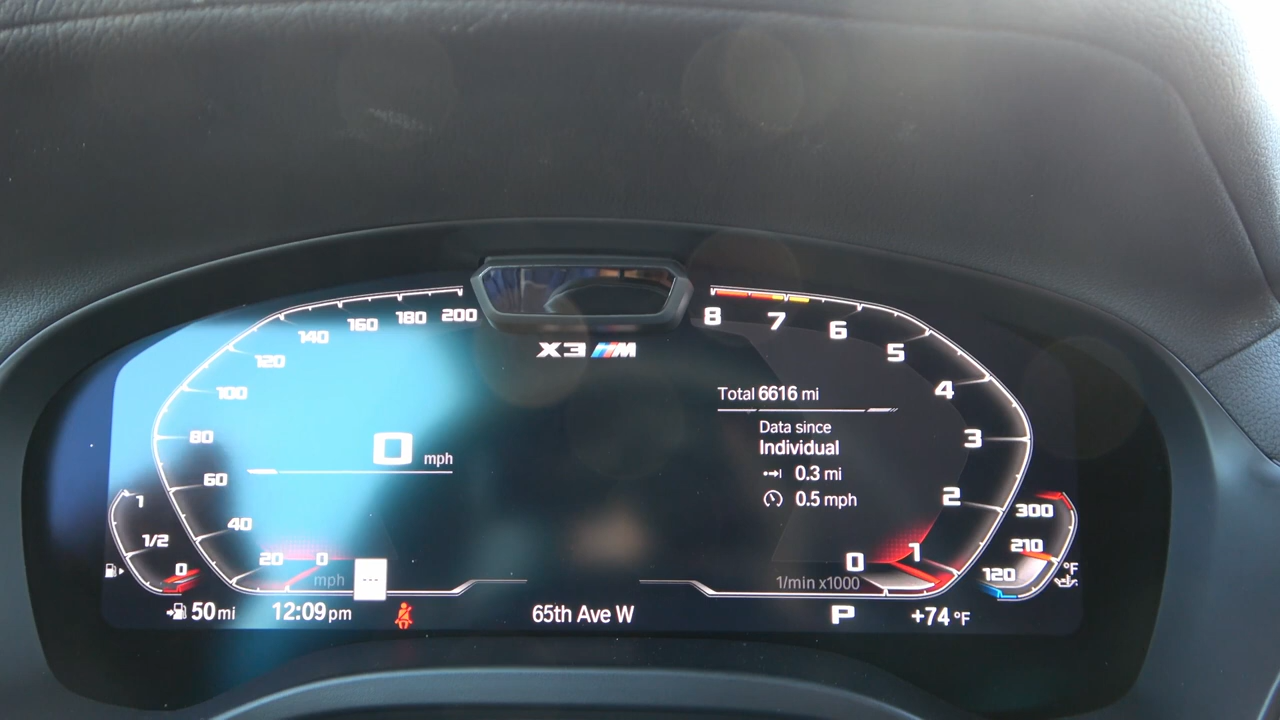 200
180
160
140
120
100
80
60
40
20
0
mph
---
0 mph
X3 M
8
7
6
5
4
3
2
1
0
1/min x1000
Total 6616 mi
Data since
Individual
0.3 mi
0.5 mph
1
1/2
0
300
210
120
°F
50 mi
12:09 pm
65th Ave W
P
+74 °F